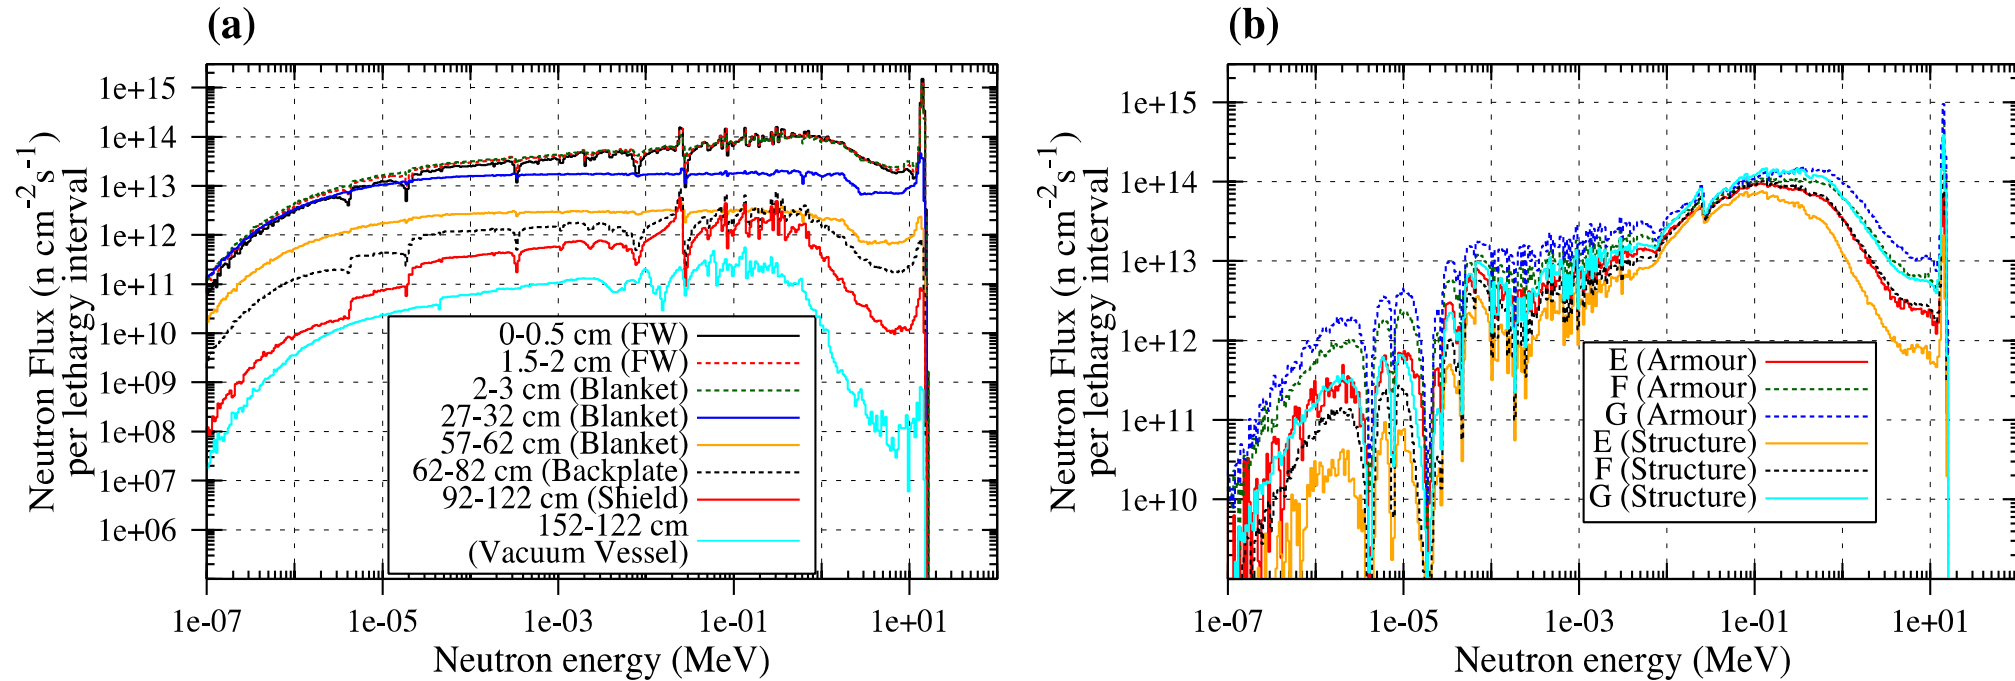 (a)
Neutron Flux (n cm-2s-1)
per lethargy interval
1e+15
1e+14
1e+13
1e+12
1e+11
1e+10
1e+09
1e+08
1e+07
1e+06
0-0.5 cm (FW)
1.5-2 cm (FW)
2-3 cm (Blanket)
27-32 cm (Blanket)
57-62 cm (Blanket)
62-82 cm (Backplate)
92-122 cm (Shield)
152-122 cm
(Vacuum Vessel)
1e-07 1e-05 1e-03 1e-01 1e+01
Neutron energy (MeV)
(b)
Neutron Flux (n cm-2s-1)
per lethargy interval
1e+15
1e+14
1e+13
1e+12
1e+11
1e+10
E (Armour)
F (Armour)
G (Armour)
E (Structure)
F (Structure)
G (Structure)
1e-07 1e-05 1e-03 1e-01 1e+01
Neutron energy (MeV)